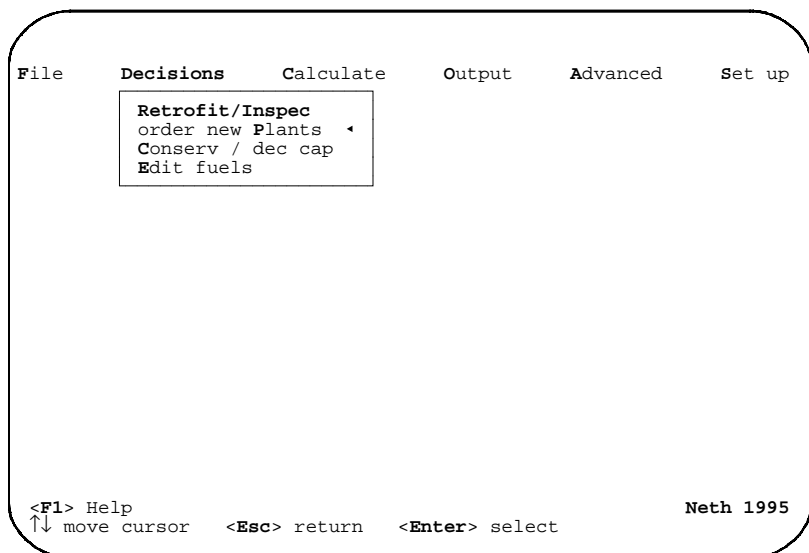 File Decisions Calculate Output Advanced Set up
Retrofit/Inspec
order new Plants ◂
Conserv / dec cap
Edit fuels
<F1> Help Neth 1995
↑↓ move cursor <Esc> return <Enter> select